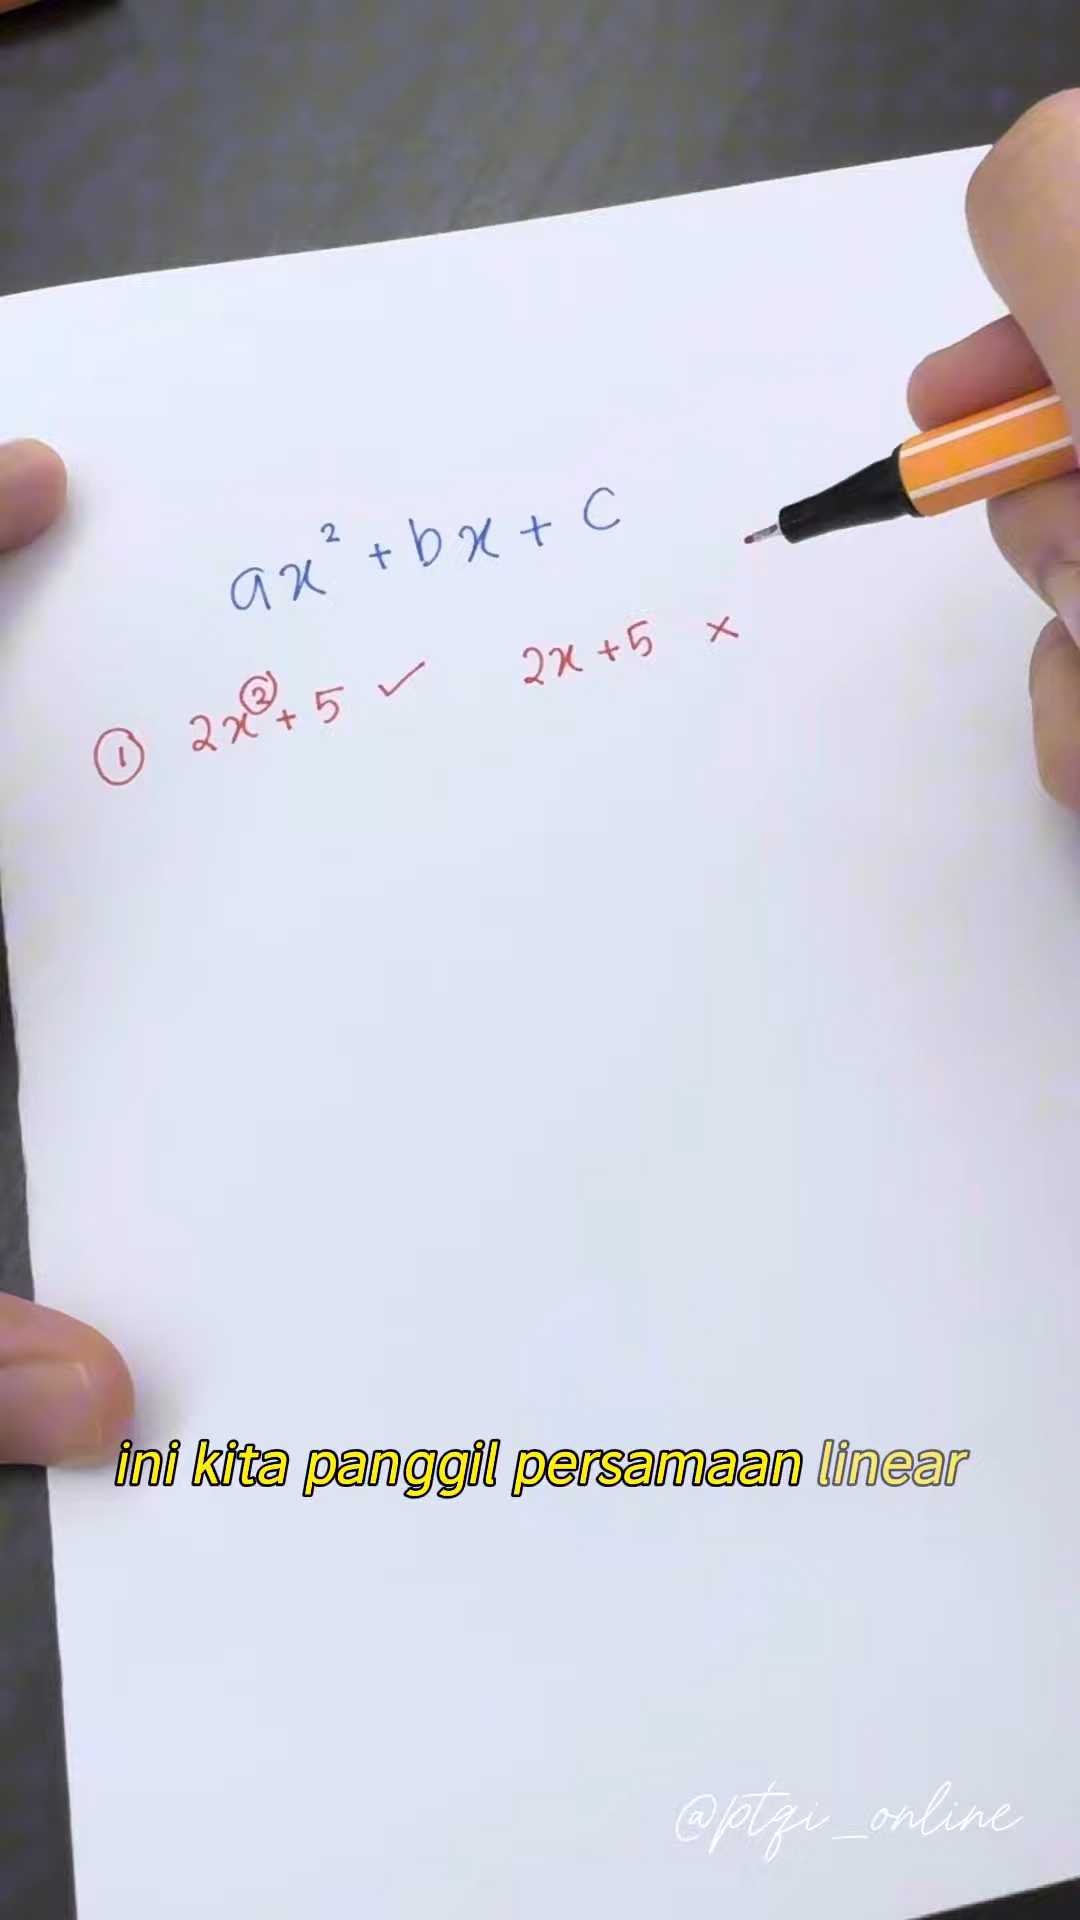 ax² + bx + c
① 2x² + 5 ✓ 2x + 5 ×
ini kita panggil persamaan linear
@ptqi_online